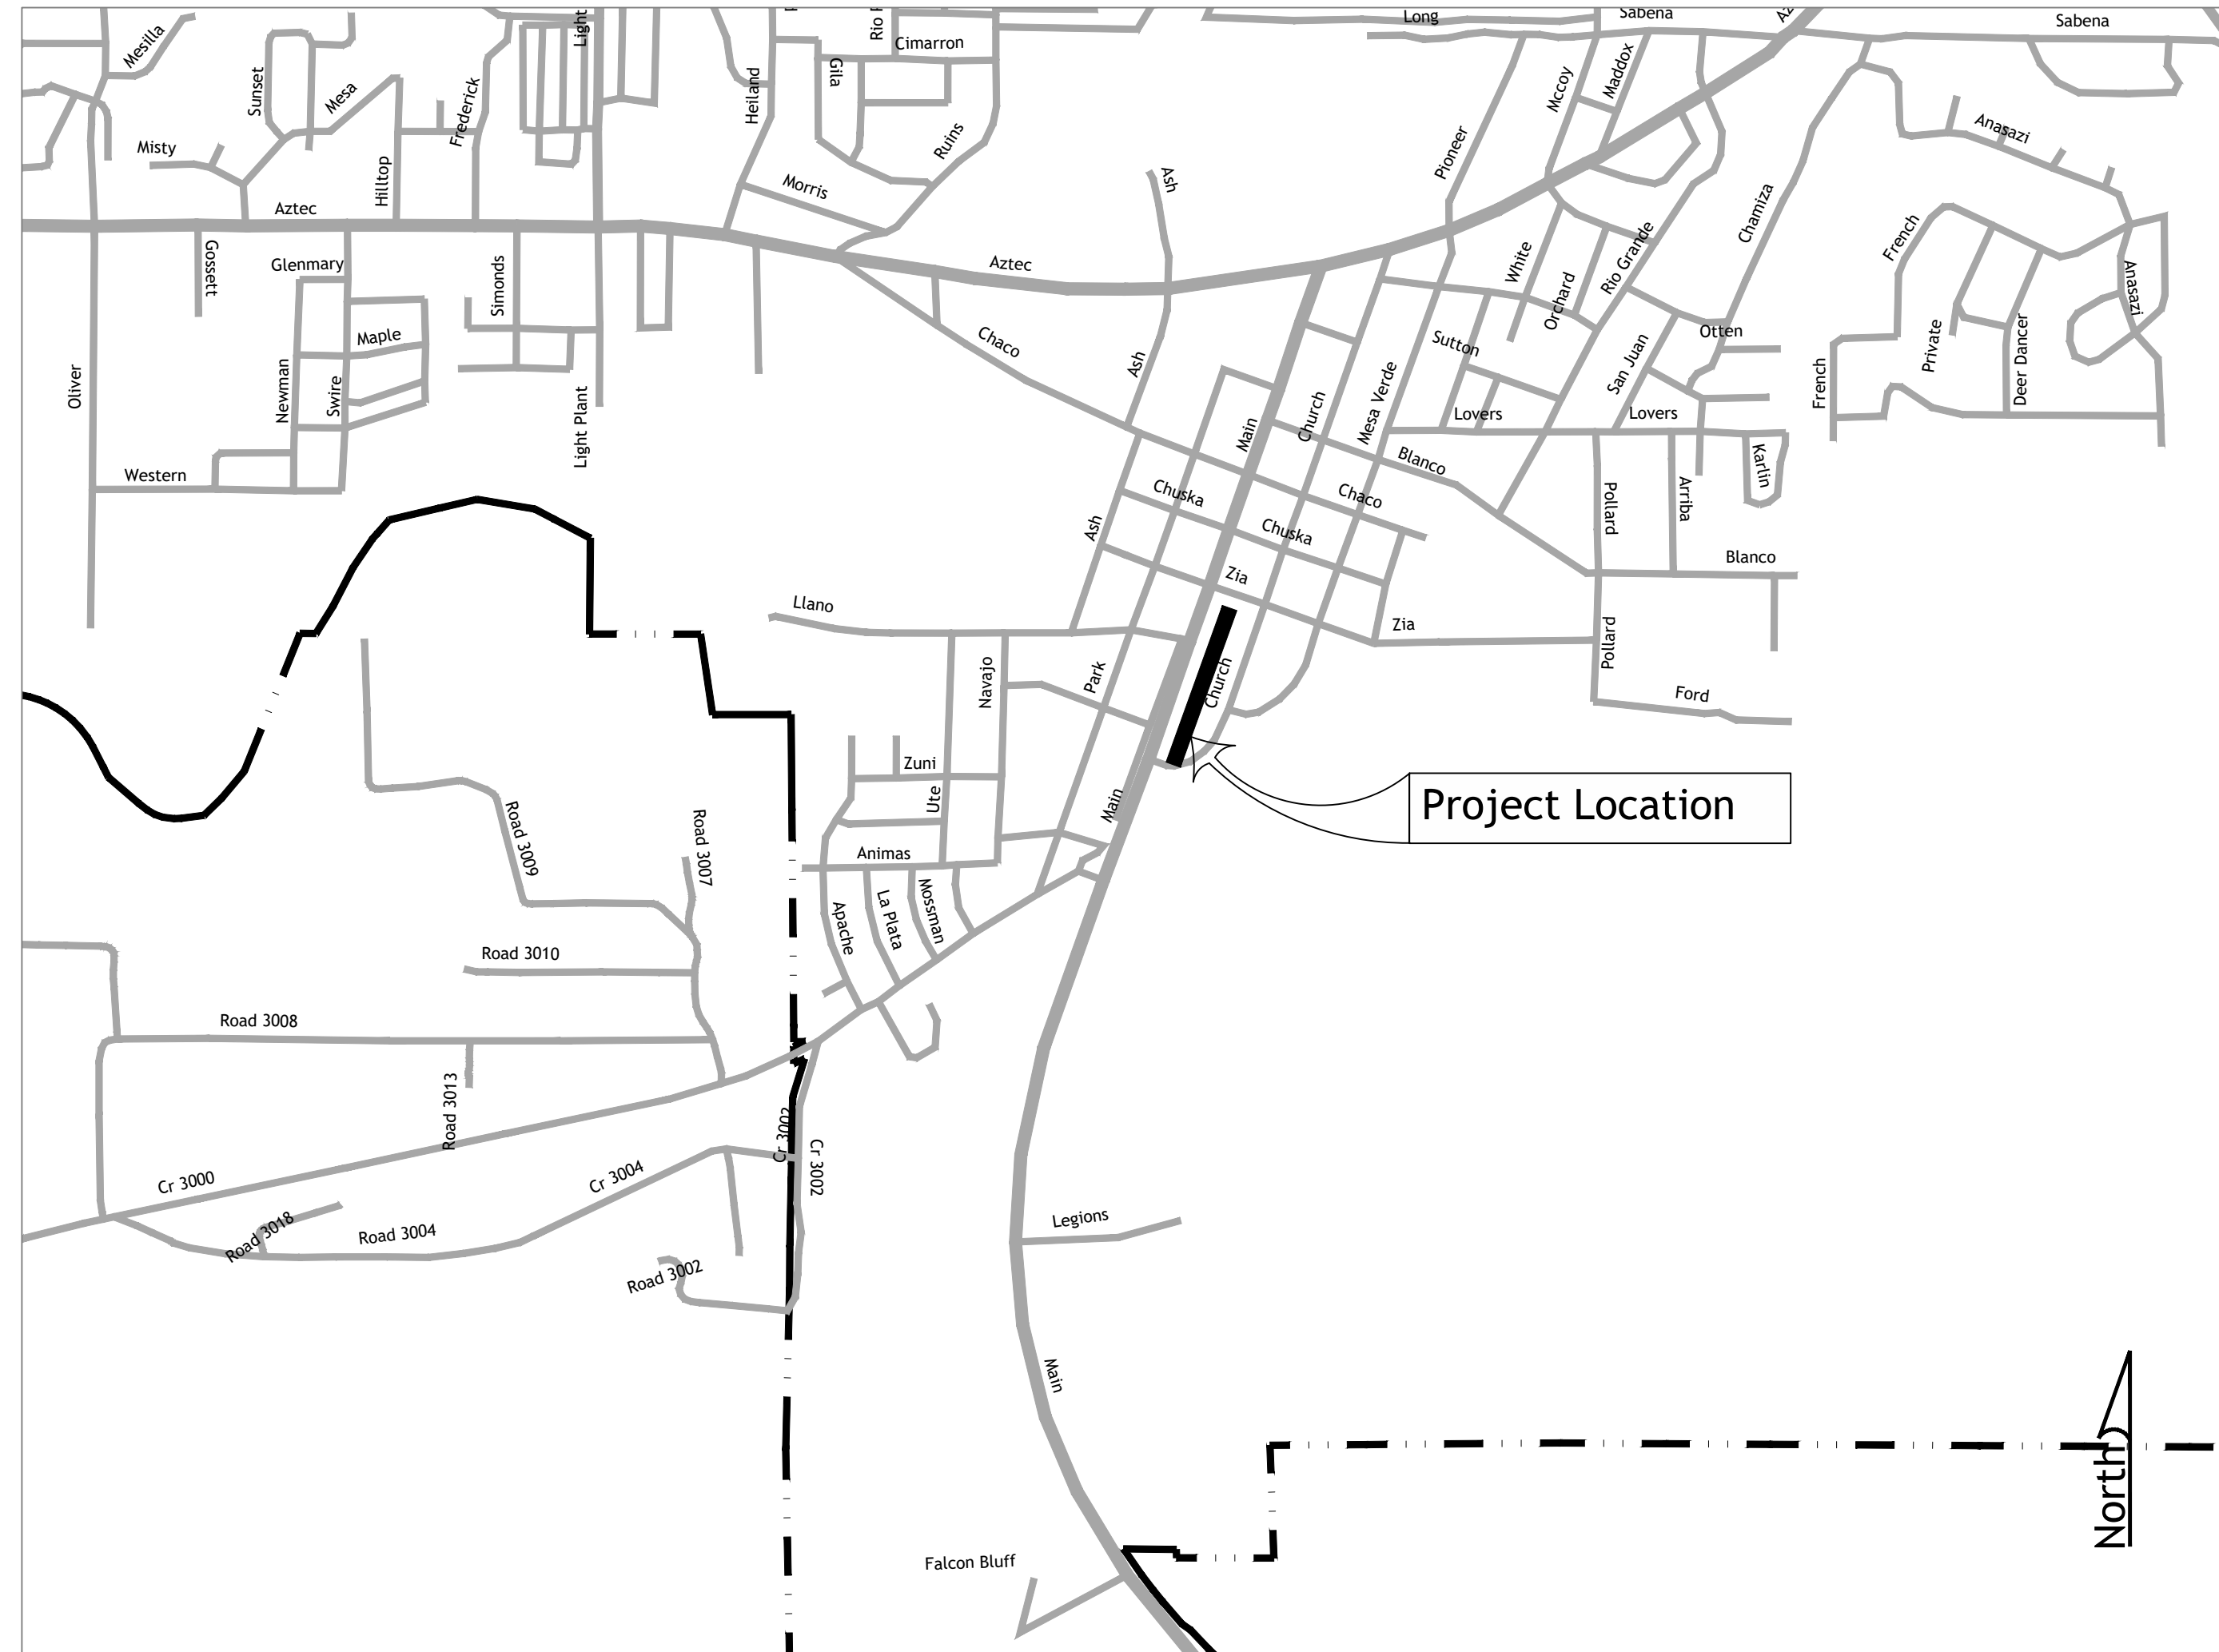 Long
Sabena
Sabena
Mesilla
Light
Rio
Cimarron
Sunset
Mesa
Frederick
Heiland
Gila
Mccoy
Maddox
Misty
Hilltop
Morris
Ruins
Pioneer
Ash
Anasazi
Aztec
Chamiza
French
Gossett
Glenmary
Simonds
Aztec
White
Orchard
Rio Grande
Anasazi
Maple
Chaco
Ash
Sutton
San Juan
Otten
Private
Deer Dancer
Oliver
Newman
Swire
Light Plant
Main
Church
Mesa Verde
Lovers
Lovers
French
Western
Blanco
Karlin
Chuska
Chaco
Pollard
Arriba
Ash
Chuska
Blanco
Zia
Llano
Zia
Pollard
Navajo
Park
Church
Ford
Zuni
Ute
Main
Project Location
Road 3009
Road 3007
Animas
Apache
La Plata
Mossman
Road 3010
Road 3008
Road 3013
Cr 3002
Cr 3002
Cr 3000
Cr 3004
Road 3018
Road 3004
Legions
Road 3002
Main
North
Falcon Bluff